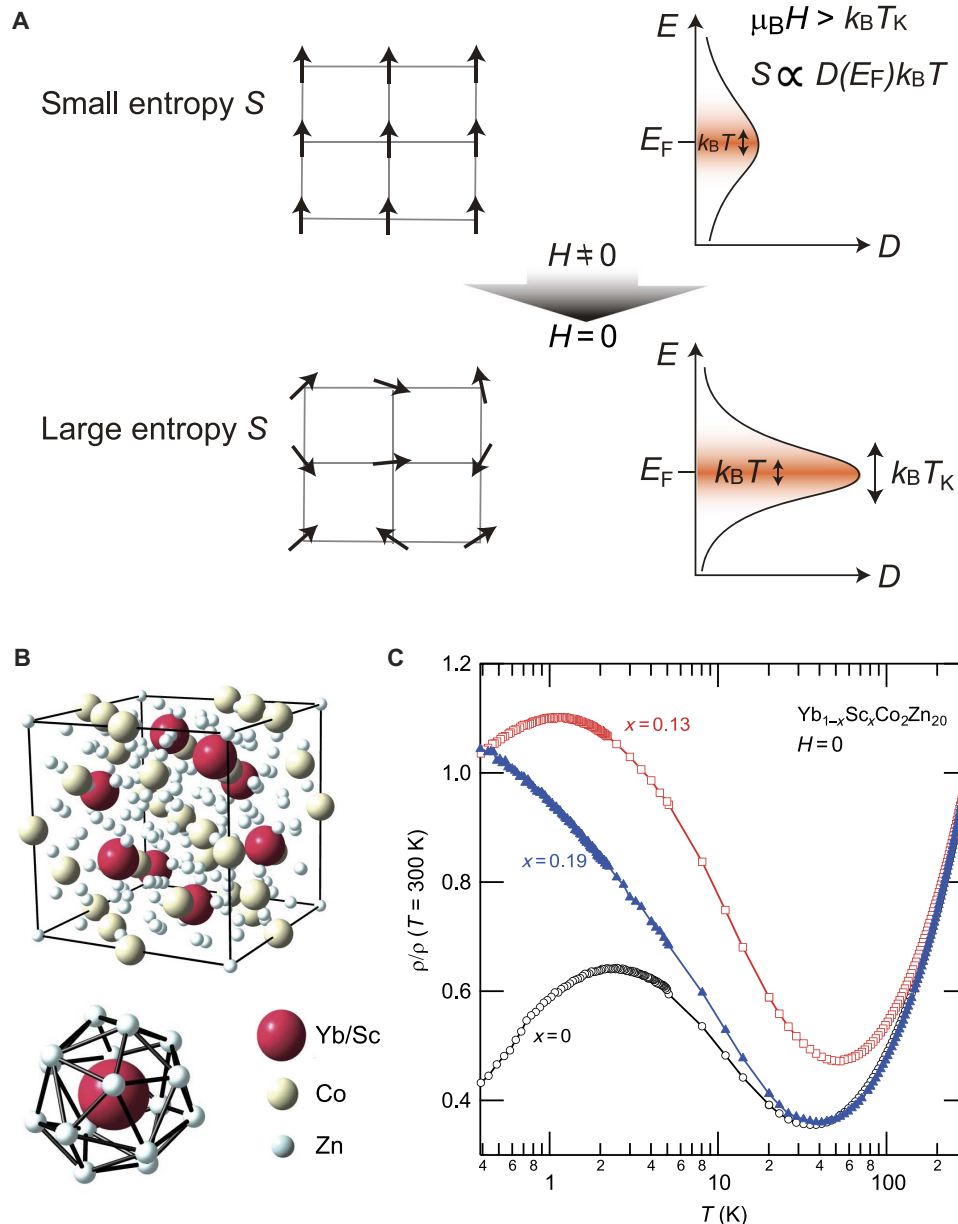 A
Small entropy S
E
μBH > kBTK
S ∝ D(EF)kBT
EF
kBT
D
H ≠ 0
H = 0
Large entropy S
E
EF
kBT
kBTK
D
B
Yb/Sc
Co
Zn
C
1.2
1.0
0.8
0.6
0.4
ρ/ρ (T = 300 K)
x = 0.13
x = 0.19
x = 0
Yb1–xScxCo2Zn20
H = 0
4 6 8 1 2 4 6 8 10 2 4 6 8 100 2
T (K)